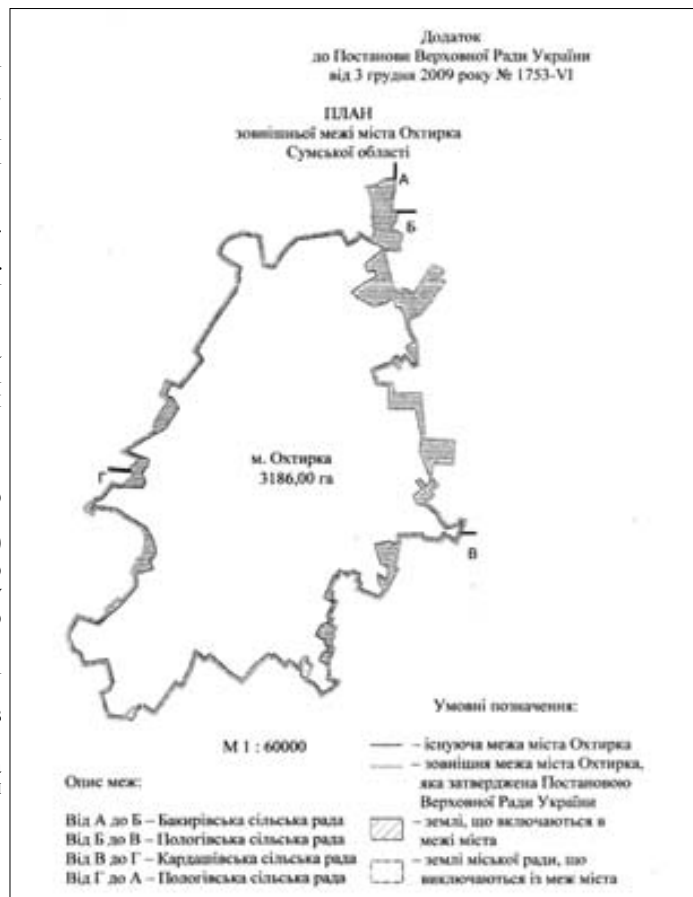 Додаток
до Постанови Верховної Ради України
від 3 грудня 2009 року № 1753-VI
ПЛАН
зовнішньої межі міста Охтирка
Сумської області
А
Б
м. Охтирка
3186,00 га
Г
В
М 1 : 60000
Умовні позначення:
– існуюча межа міста Охтирка
– зовнішня межа міста Охтирка,
яка затверджена Постановою
Верховної Ради України
– землі, що включаються в
межі міста
– землі міської ради, що
виключаються із меж міста
Опис меж:
Від А до Б – Бакирівська сільська рада
Від Б до В – Пологівська сільська рада
Від В до Г – Кардашівська сільська рада
Від Г до А – Пологівська сільська рада